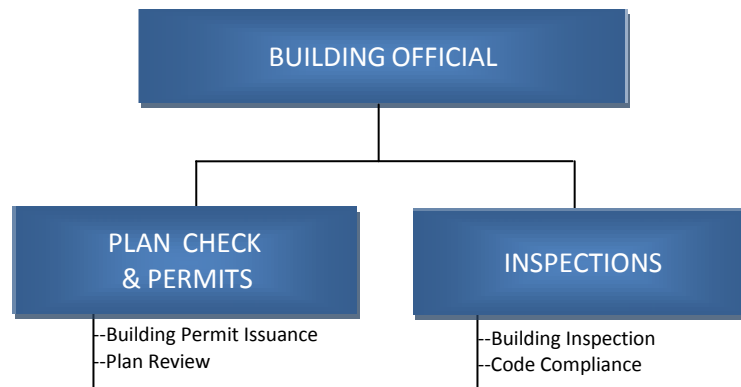 BUILDING OFFICIAL
PLAN CHECK
& PERMITS
--Building Permit Issuance
--Plan Review
INSPECTIONS
--Building Inspection
--Code Compliance